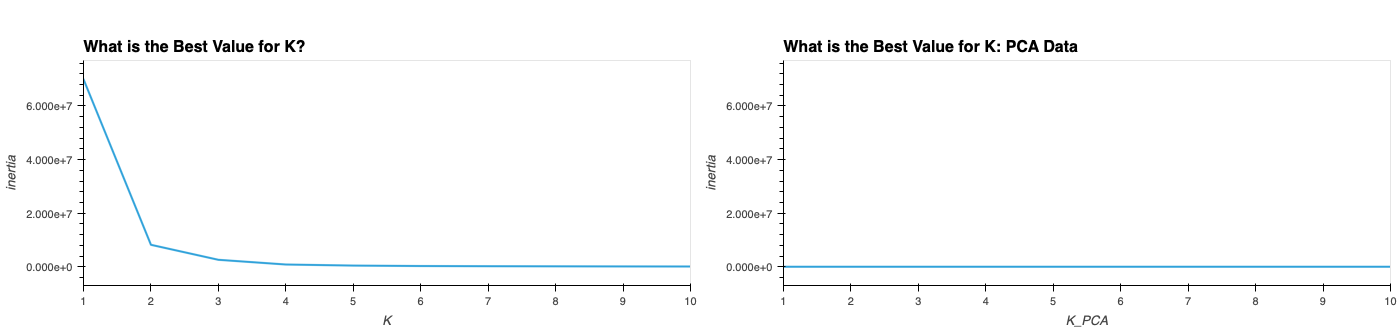 What is the Best Value for K?
6.000e+7
4.000e+7
2.000e+7
0.000e+0
inertia
1 2 3 4 5 6 7 8 9 10
K
What is the Best Value for K: PCA Data
6.000e+7
4.000e+7
2.000e+7
0.000e+0
inertia
1 2 3 4 5 6 7 8 9 10
K_PCA